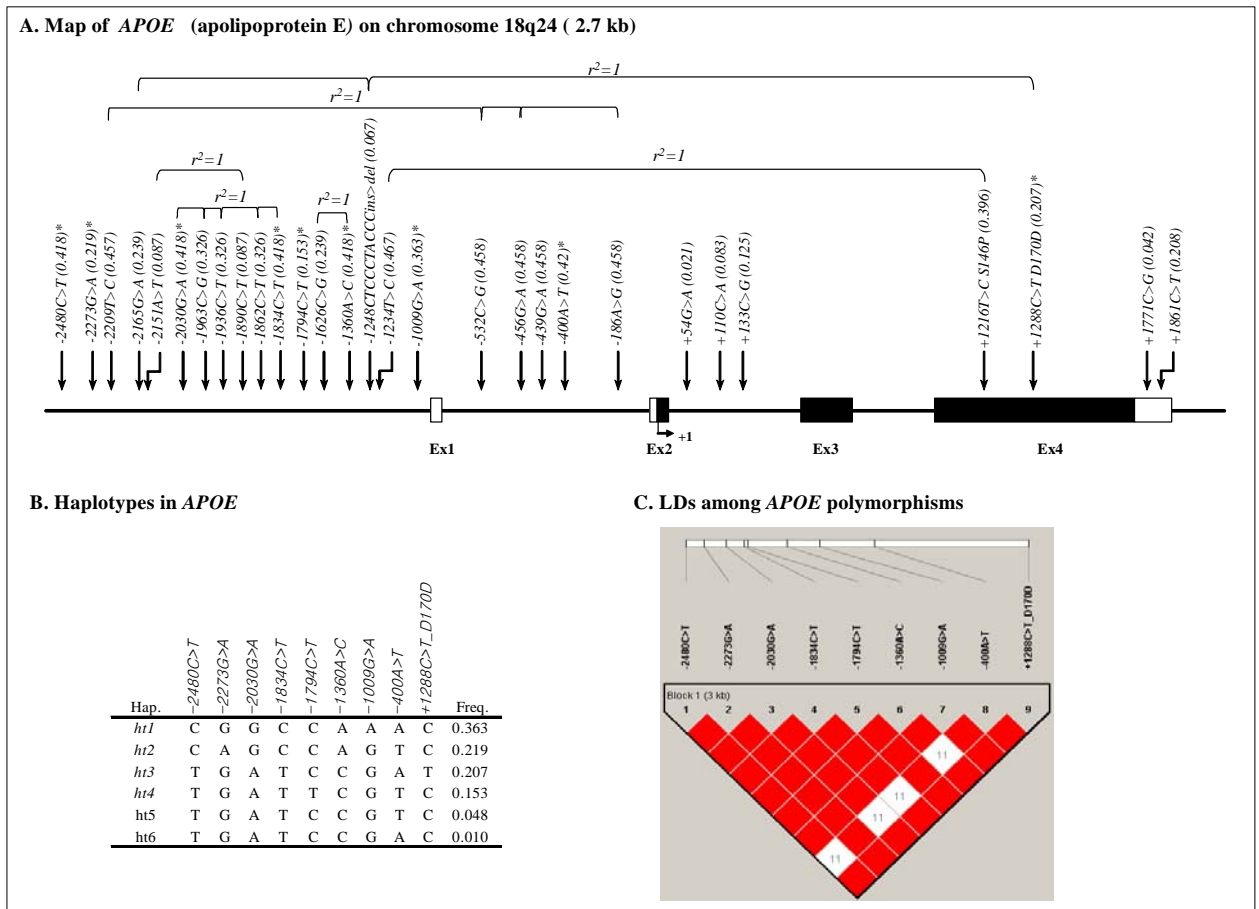 A. Map of APOE (apolipoprotein E) on chromosome 18q24 ( 2.7 kb)
r²=1
r²=1
r²=1
r²=1
r²=1
r²=1
-2480C>T (0.418)*
-2273G>A (0.219)*
-2209T>C (0.457)
-2165G>A (0.239)
-2151A>T (0.087)
-2030G>A (0.418)*
-1963C>G (0.326)
-1936C>T (0.326)
-1890C>T (0.087)
-1862C>T (0.326)
-1834C>T (0.418)*
-1794C>T (0.153)*
-1626C>G (0.239)
-1360A>C (0.418)*
-1248CTCCCTACCCins>del (0.067)
-1234T>C (0.467)
-1009G>A (0.363)*
-532C>G (0.458)
-456G>A (0.458)
-439G>A (0.458)
-400A>T (0.42)*
-186A>G (0.458)
+54G>A (0.021)
+110C>A (0.083)
+133C>G (0.125)
+1216T>C S146P (0.396)
+1288C>T D170D (0.207)*
+1771C>G (0.042)
+1861C>T (0.208)
+1
Ex1 Ex2 Ex3 Ex4
B. Haplotypes in APOE
Hap. −2480C>T −2273G>A −2030G>A −1834C>T −1794C>T −1360A>C −1009G>A −400A>T +1288C>T_D170D Freq.
ht1 C G G C C A A A C 0.363
ht2 C A G C C A G T C 0.219
ht3 T G A T C C G A T 0.207
ht4 T G A T T C G T C 0.153
ht5 T G A T C C G T C 0.048
ht6 T G A T C C G A C 0.010
C. LDs among APOE polymorphisms
-2480C>T
-2273G>A
-2030G>A
-1834C>T
-1794C>T
-1360A>C
-1009G>A
-400A>T
+1288C>T_D170D
Block 1 (3 kb)
1 2 3 4 5 6 7 8 9
11
11
11
11